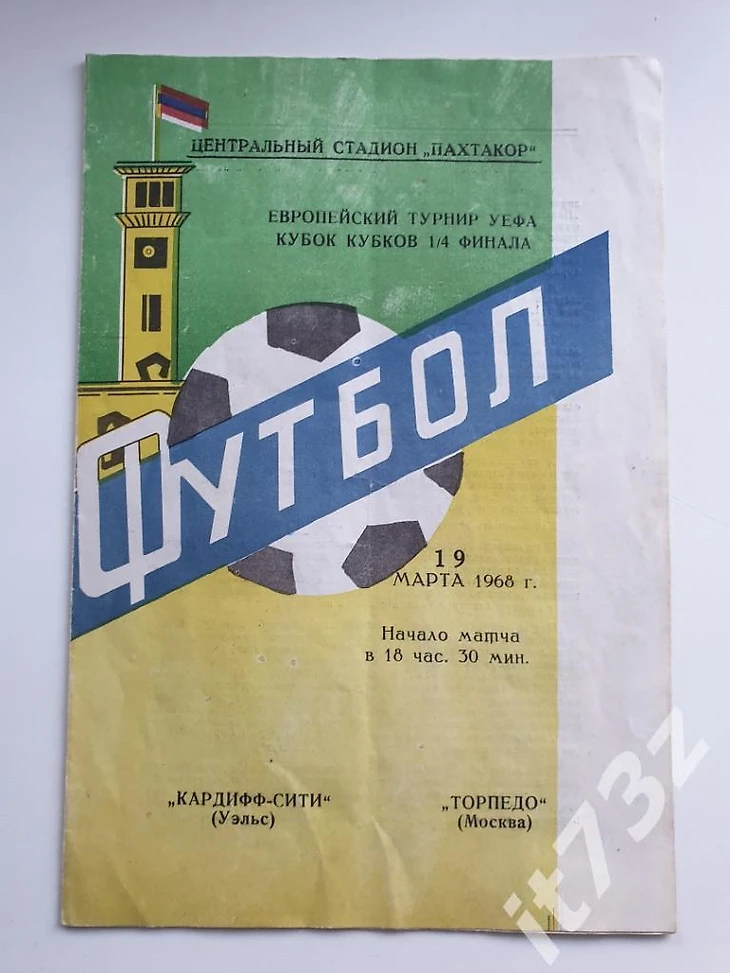 ЦЕНТРАЛЬНЫЙ СТАДИОН „ПАХТАКОР“
ЕВРОПЕЙСКИЙ ТУРНИР УЕФА
КУБОК КУБКОВ 1/4 ФИНАЛА
ФУТБОЛ
19
МАРТА 1968 г.
Начало матча
в 18 час. 30 мин.
„КАРДИФФ-СИТИ“
(Уэльс)
„ТОРПЕДО“
(Москва)
it73z